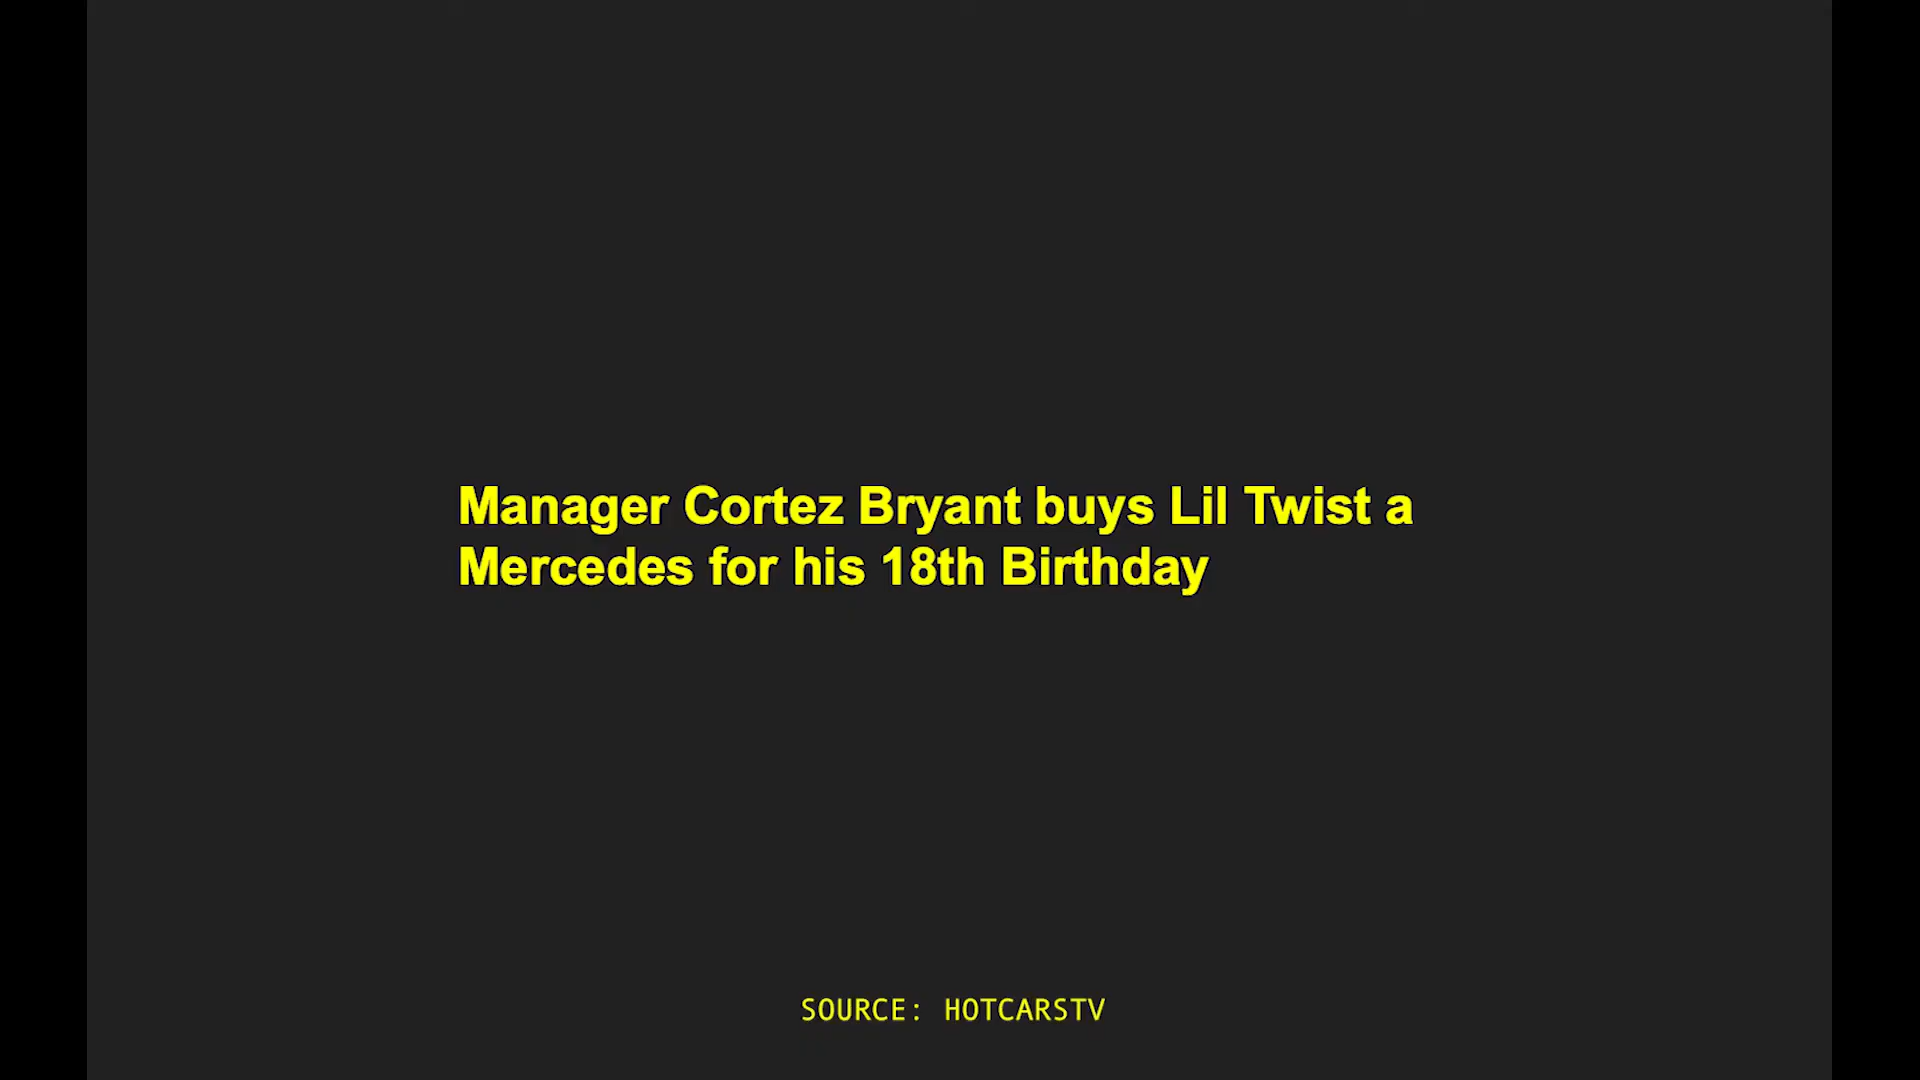 Manager Cortez Bryant buys Lil Twist a
Mercedes for his 18th Birthday
SOURCE: HOTCARSTV